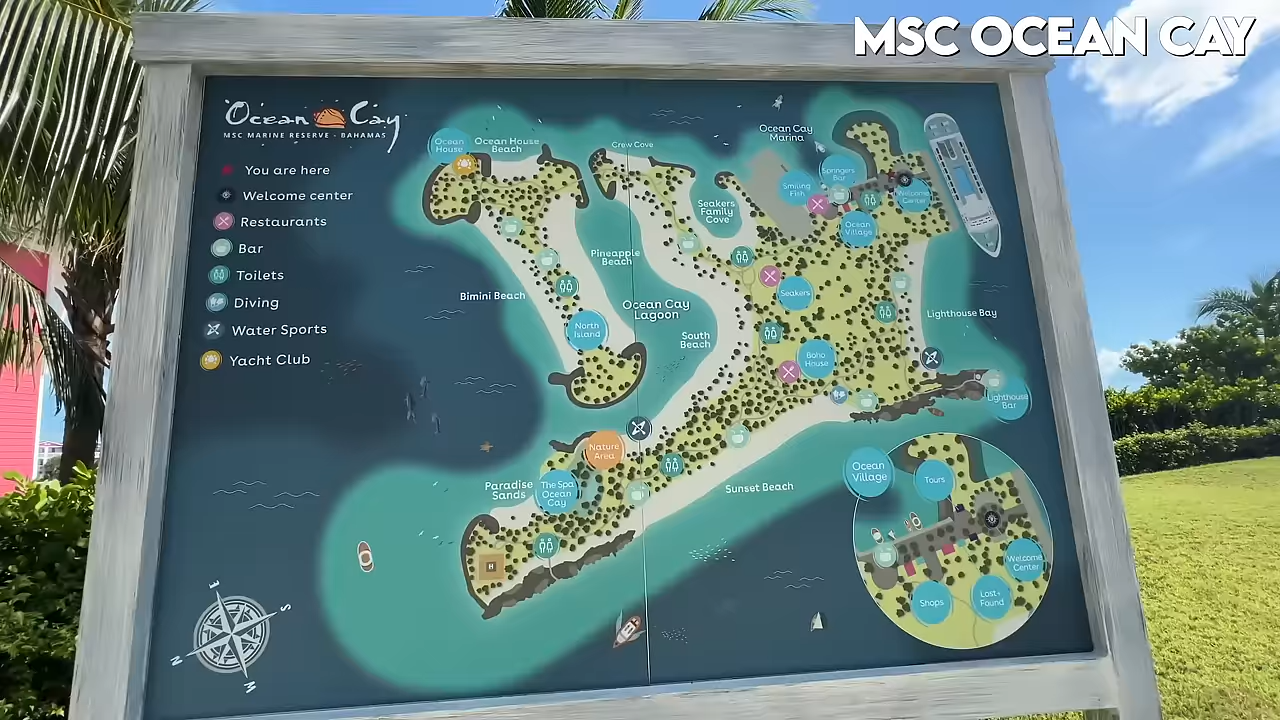 MSC OCEAN CAY
Ocean Cay
MSC MARINE RESERVE - BAHAMAS
You are here
Welcome center
Restaurants
Bar
Toilets
Diving
Water Sports
Yacht Club
Ocean
House
Ocean House
Beach
Crew Cove
Ocean Cay
Marina
Springers
Bar
Smiling
Fish
Welcome
Center
Seakers
Family
Cove
Ocean
Village
Pineapple
Beach
Bimini Beach
Ocean Cay
Lagoon
Seakers
North
Island
South
Beach
Lighthouse Bay
Boho
House
Lighthouse
Bar
Nature
Area
Paradise
Sands
The Spa
Ocean
Cay
Sunset Beach
H
Ocean
Village
Tours
Welcome
Center
Shops
Lost+
Found
E
S
N
W